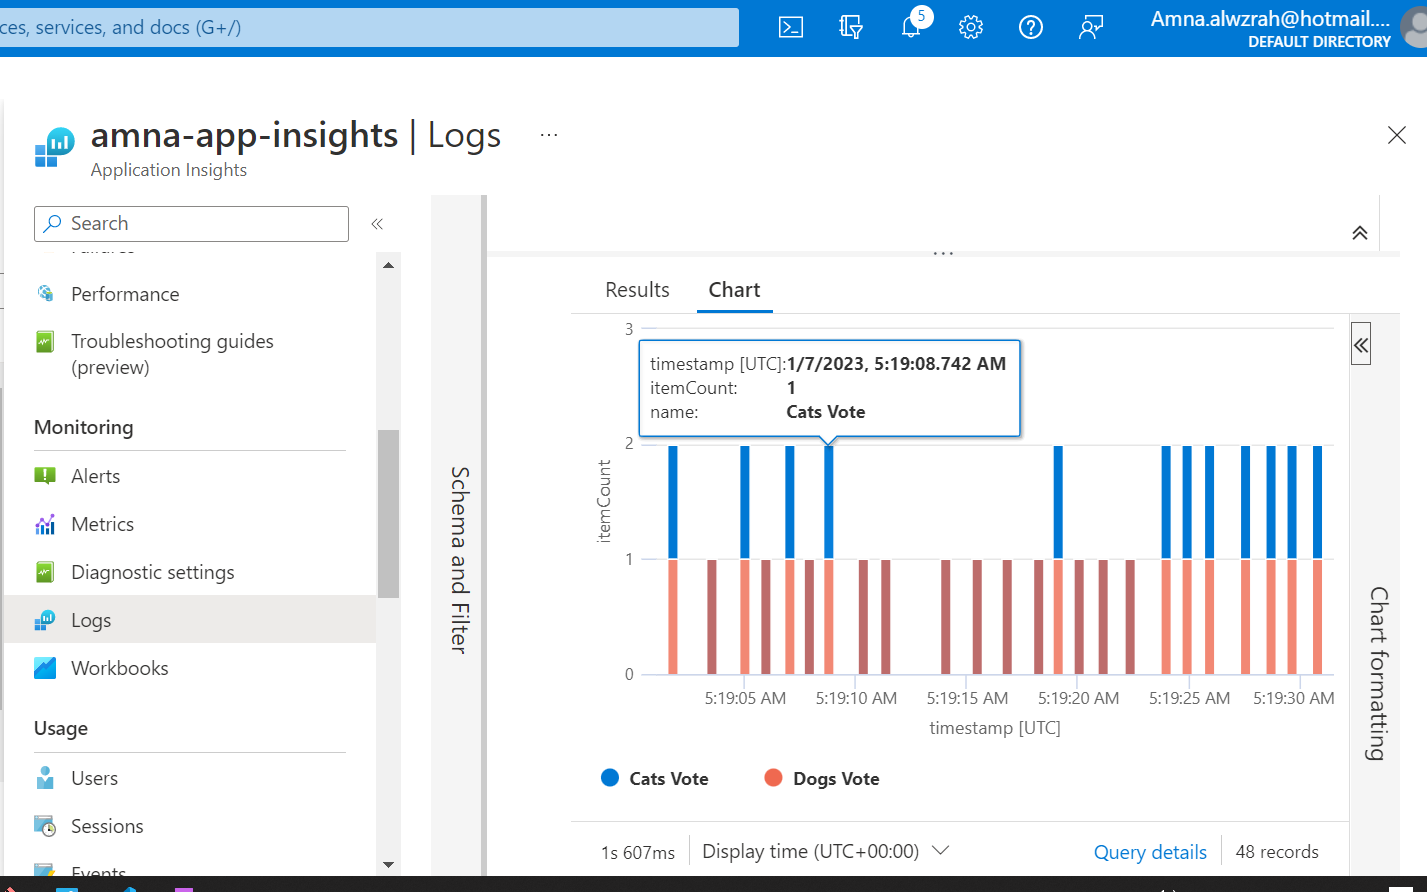 ces, services, and docs (G+/)
5
Amna.alwzrah@hotmail....
DEFAULT DIRECTORY
amna-app-insights | Logs
...
Application Insights
Search
Performance
Troubleshooting guides
(preview)
Monitoring
Alerts
Metrics
Diagnostic settings
Logs
Workbooks
Usage
Users
Sessions
Events
Schema and Filter
Results
Chart
3
timestamp [UTC]:1/7/2023, 5:19:08.742 AM
itemCount: 1
name: Cats Vote
2
itemCount
1
0
5:19:05 AM 5:19:10 AM 5:19:15 AM 5:19:20 AM 5:19:25 AM 5:19:30 AM
timestamp [UTC]
Cats Vote Dogs Vote
Chart formatting
1s 607ms Display time (UTC+00:00) Query details 48 records